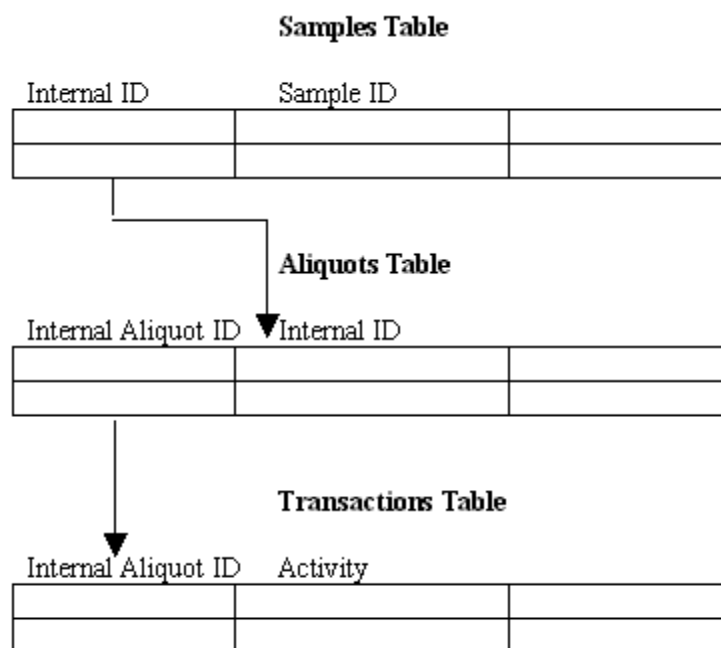 Samples Table
Internal ID Sample ID
Aliquots Table
Internal Aliquot ID Internal ID
Transactions Table
Internal Aliquot ID Activity